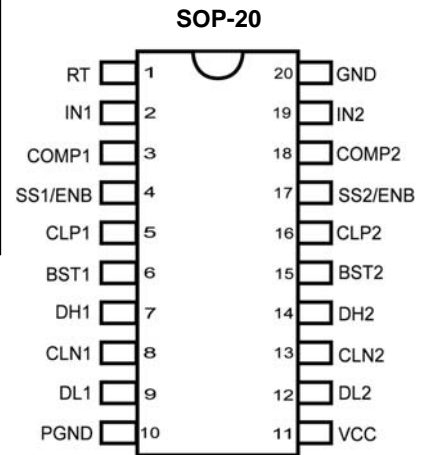 SOP-20
RT 1 20 GND
IN1 2 19 IN2
COMP1 3 18 COMP2
SS1/ENB 4 17 SS2/ENB
CLP1 5 16 CLP2
BST1 6 15 BST2
DH1 7 14 DH2
CLN1 8 13 CLN2
DL1 9 12 DL2
PGND 10 11 VCC